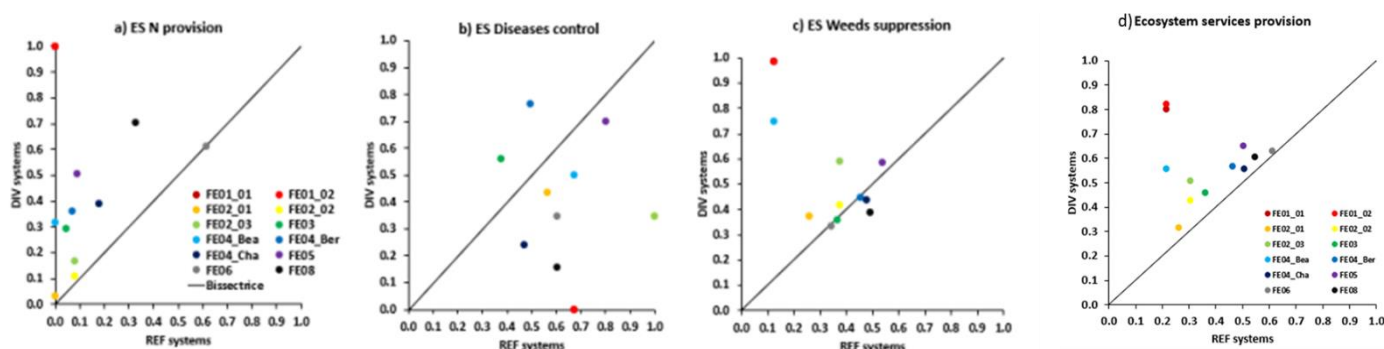 a) ES N provision
DIV systems
1.0
0.9
0.8
0.7
0.6
0.5
0.4
0.3
0.2
0.1
0.0
FE01_01 FE01_02
FE02_01 FE02_02
FE02_03 FE03
FE04_Bea FE04_Ber
FE04_Cha FE05
FE06 FE08
Bissectrice
0.0 0.1 0.2 0.3 0.4 0.5 0.6 0.7 0.8 0.9 1.0
REF systems
b) ES Diseases control
DIV systems
1.0
0.9
0.8
0.7
0.6
0.5
0.4
0.3
0.2
0.1
0.0
0.0 0.1 0.2 0.3 0.4 0.5 0.6 0.7 0.8 0.9 1.0
REF systems
c) ES Weeds suppression
DIV systems
1.0
0.9
0.8
0.7
0.6
0.5
0.4
0.3
0.2
0.1
0.0
0.0 0.1 0.2 0.3 0.4 0.5 0.6 0.7 0.8 0.9 1.0
REF systems
d) Ecosystem services provision
DIV systems
1.0
0.9
0.8
0.7
0.6
0.5
0.4
0.3
0.2
0.1
0.0
FE01_01 FE01_02
FE02_01 FE02_02
FE02_03 FE03
FE04_Bea FE04_Ber
FE04_Cha FE05
FE06 FE08
0.0 0.1 0.2 0.3 0.4 0.5 0.6 0.7 0.8 0.9 1.0
REF systems